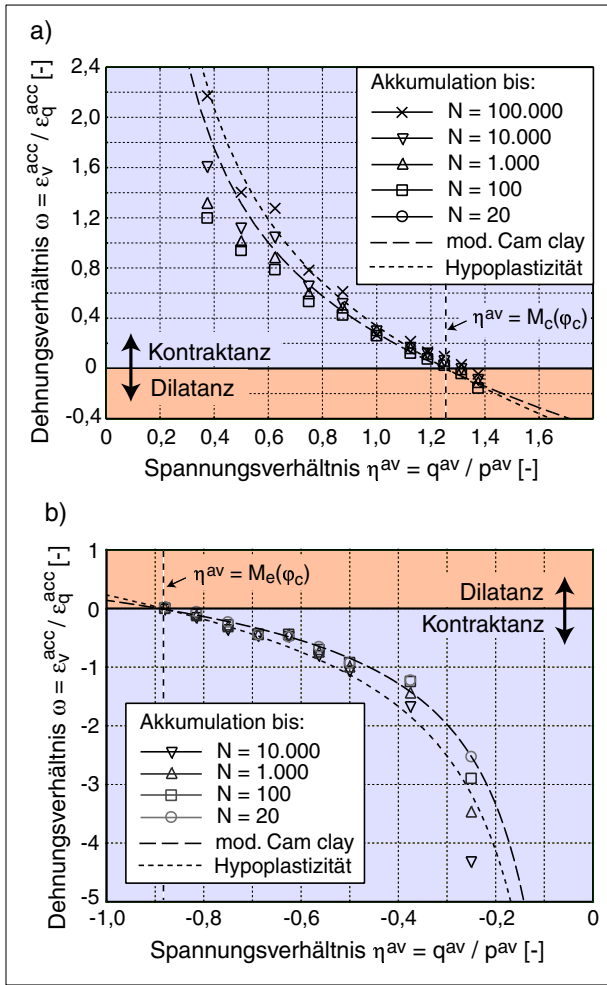 a)
Dehnungsverhältnis ω = ε_v^acc / ε_q^acc [-]
2,4
2,0
1,6
1,2
0,8
0,4
0
-0,4
Akkumulation bis:
N = 100.000
N = 10.000
N = 1.000
N = 100
N = 20
mod. Cam clay
Hypoplastizität
η^av = M_c(φ_c)
Kontraktanz
Dilatanz
0 0,2 0,4 0,6 0,8 1,0 1,2 1,4 1,6
Spannungsverhältnis η^av = q^av / p^av [-]
b)
Dehnungsverhältnis ω = ε_v^acc / ε_q^acc [-]
1
0
-1
-2
-3
-4
-5
η^av = M_e(φ_c)
Dilatanz
Kontraktanz
Akkumulation bis:
N = 10.000
N = 1.000
N = 100
N = 20
mod. Cam clay
Hypoplastizität
-1,0 -0,8 -0,6 -0,4 -0,2 0
Spannungsverhältnis η^av = q^av / p^av [-]